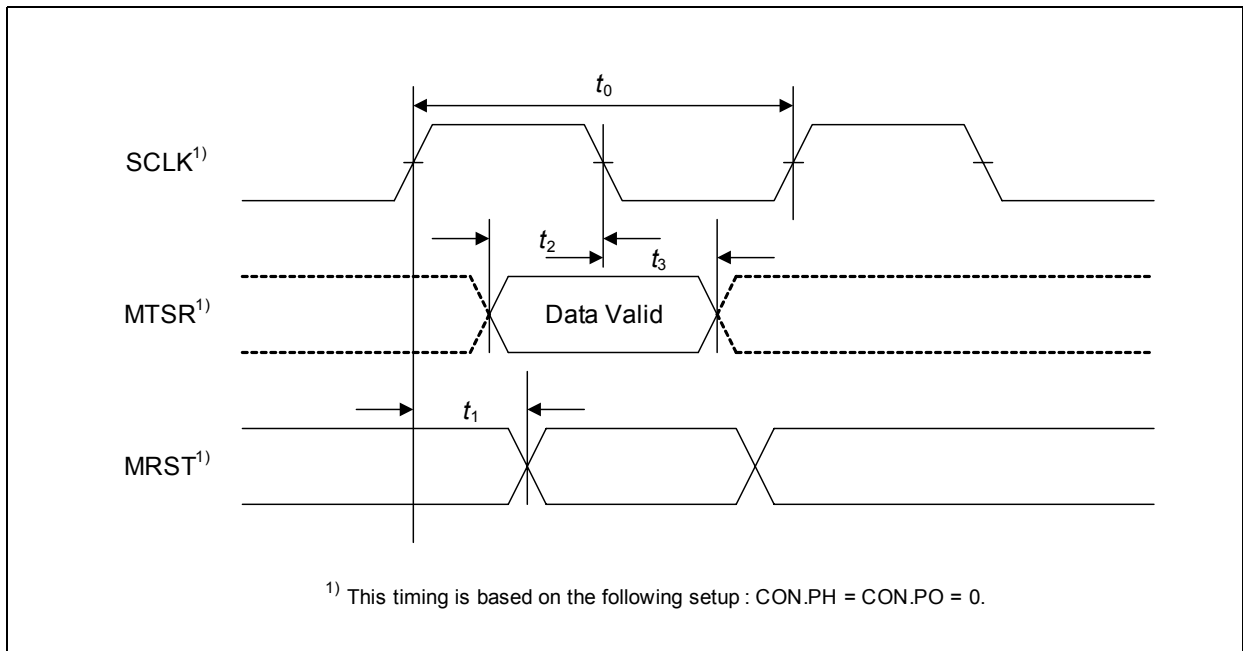 t0
SCLK1)
t2
t3
MTSR1)
Data Valid
t1
MRST1)
1) This timing is based on the following setup : CON.PH = CON.PO = 0.